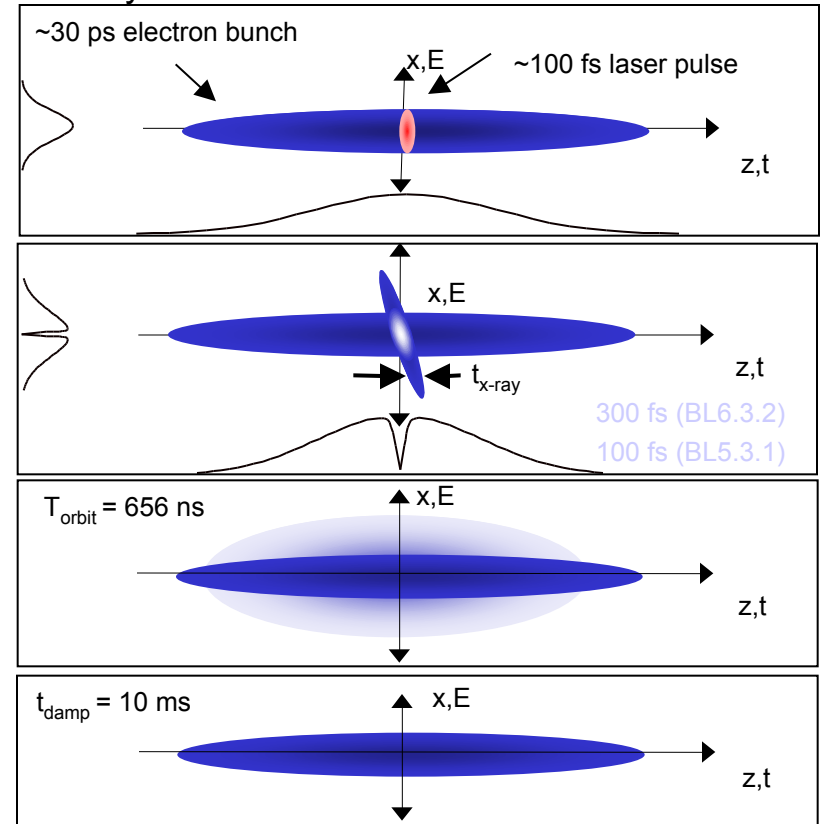 ~30 ps electron bunch
x,E
~100 fs laser pulse
z,t
x,E
z,t
tx-ray
300 fs (BL6.3.2)
100 fs (BL5.3.1)
Torbit = 656 ns
x,E
z,t
tdamp = 10 ms
x,E
z,t